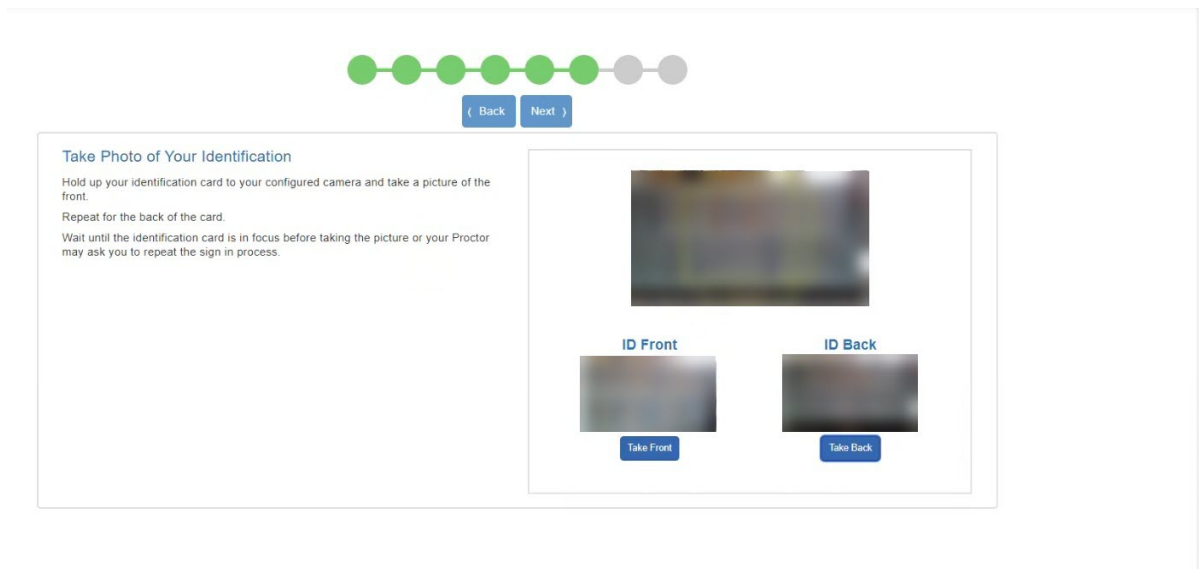 Back
Next
Take Photo of Your Identification
Hold up your identification card to your configured camera and take a picture of the
front.
Repeat for the back of the card.
Wait until the identification card is in focus before taking the picture or your Proctor
may ask you to repeat the sign in process.
ID Front
ID Back
Take Front
Take Back